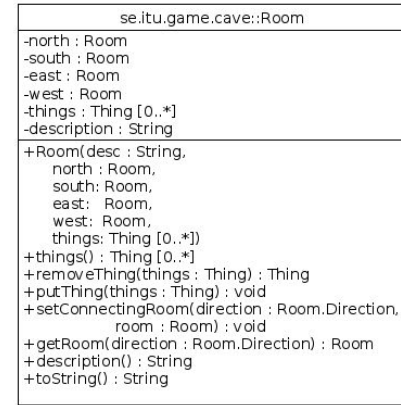 se.itu.game.cave::Room
-north : Room
-south : Room
-east : Room
-west : Room
-things : Thing [0..*]
-description : String
+Room(desc : String,
north : Room,
south: Room,
east: Room,
west: Room,
things: Thing [0..*])
+things() : Thing [0..*]
+removeThing(things : Thing) : Thing
+putThing(things : Thing) : void
+setConnectingRoom(direction : Room.Direction,
room : Room) : void
+getRoom(direction : Room.Direction) : Room
+description() : String
+toString() : String